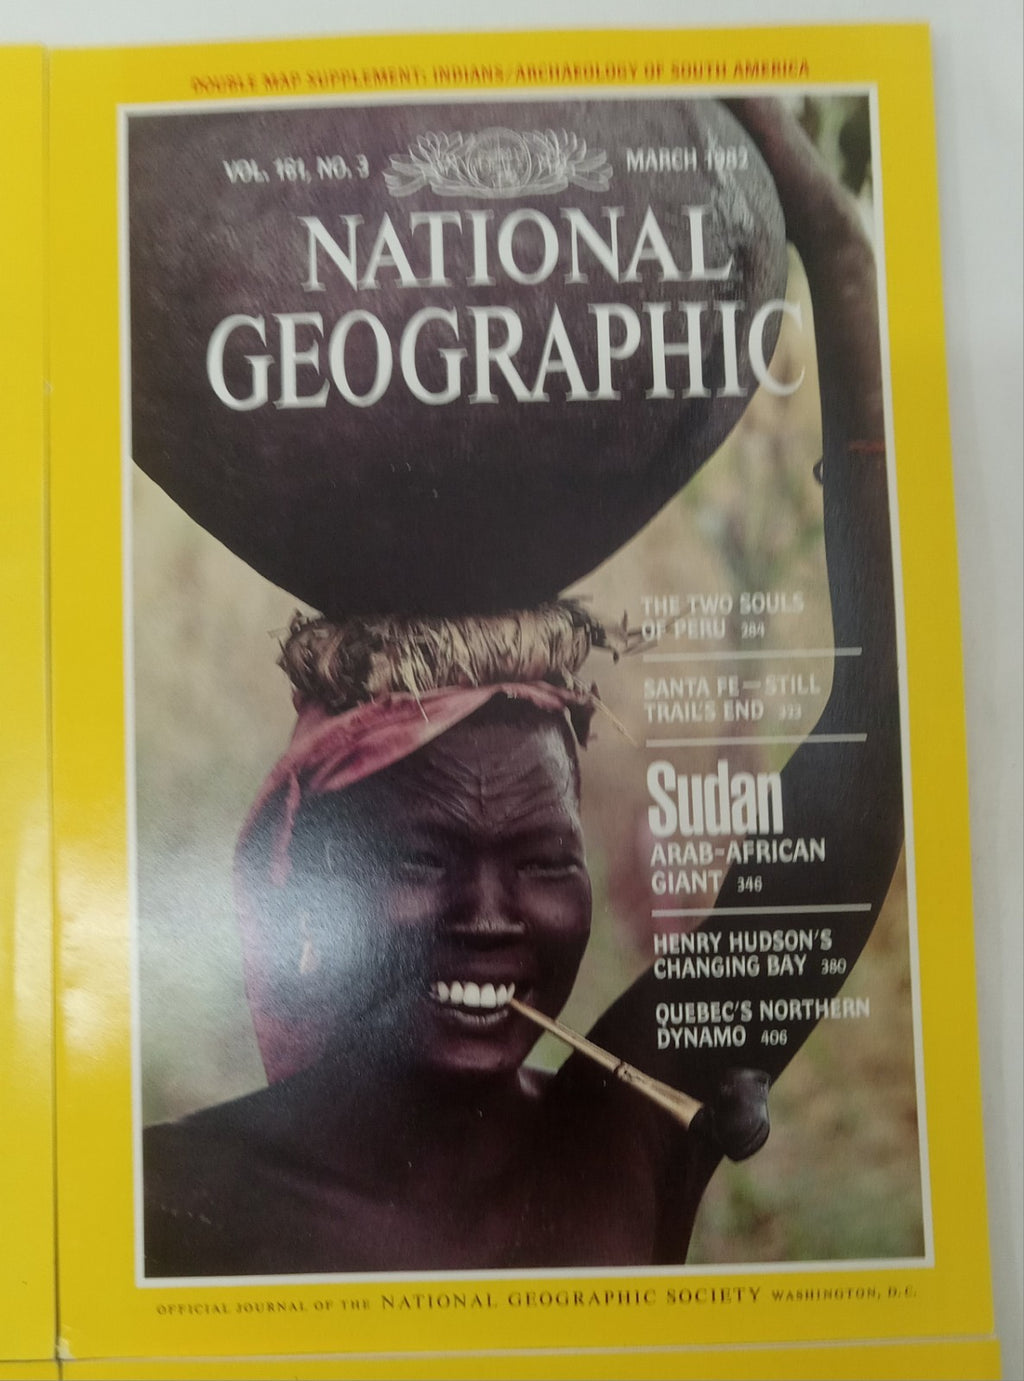 DOUBLE MAP SUPPLEMENT: INDIANS/ARCHAEOLOGY OF SOUTH AMERICA
VOL. 161, NO. 3
MARCH 1982
NATIONAL
GEOGRAPHIC
THE TWO SOULS
OF PERU 284
SANTA FE—STILL
TRAIL'S END 323
Sudan
ARAB-AFRICAN
GIANT 346
HENRY HUDSON'S
CHANGING BAY 380
QUEBEC'S NORTHERN
DYNAMO 406
OFFICIAL JOURNAL OF THE NATIONAL GEOGRAPHIC SOCIETY WASHINGTON, D.C.